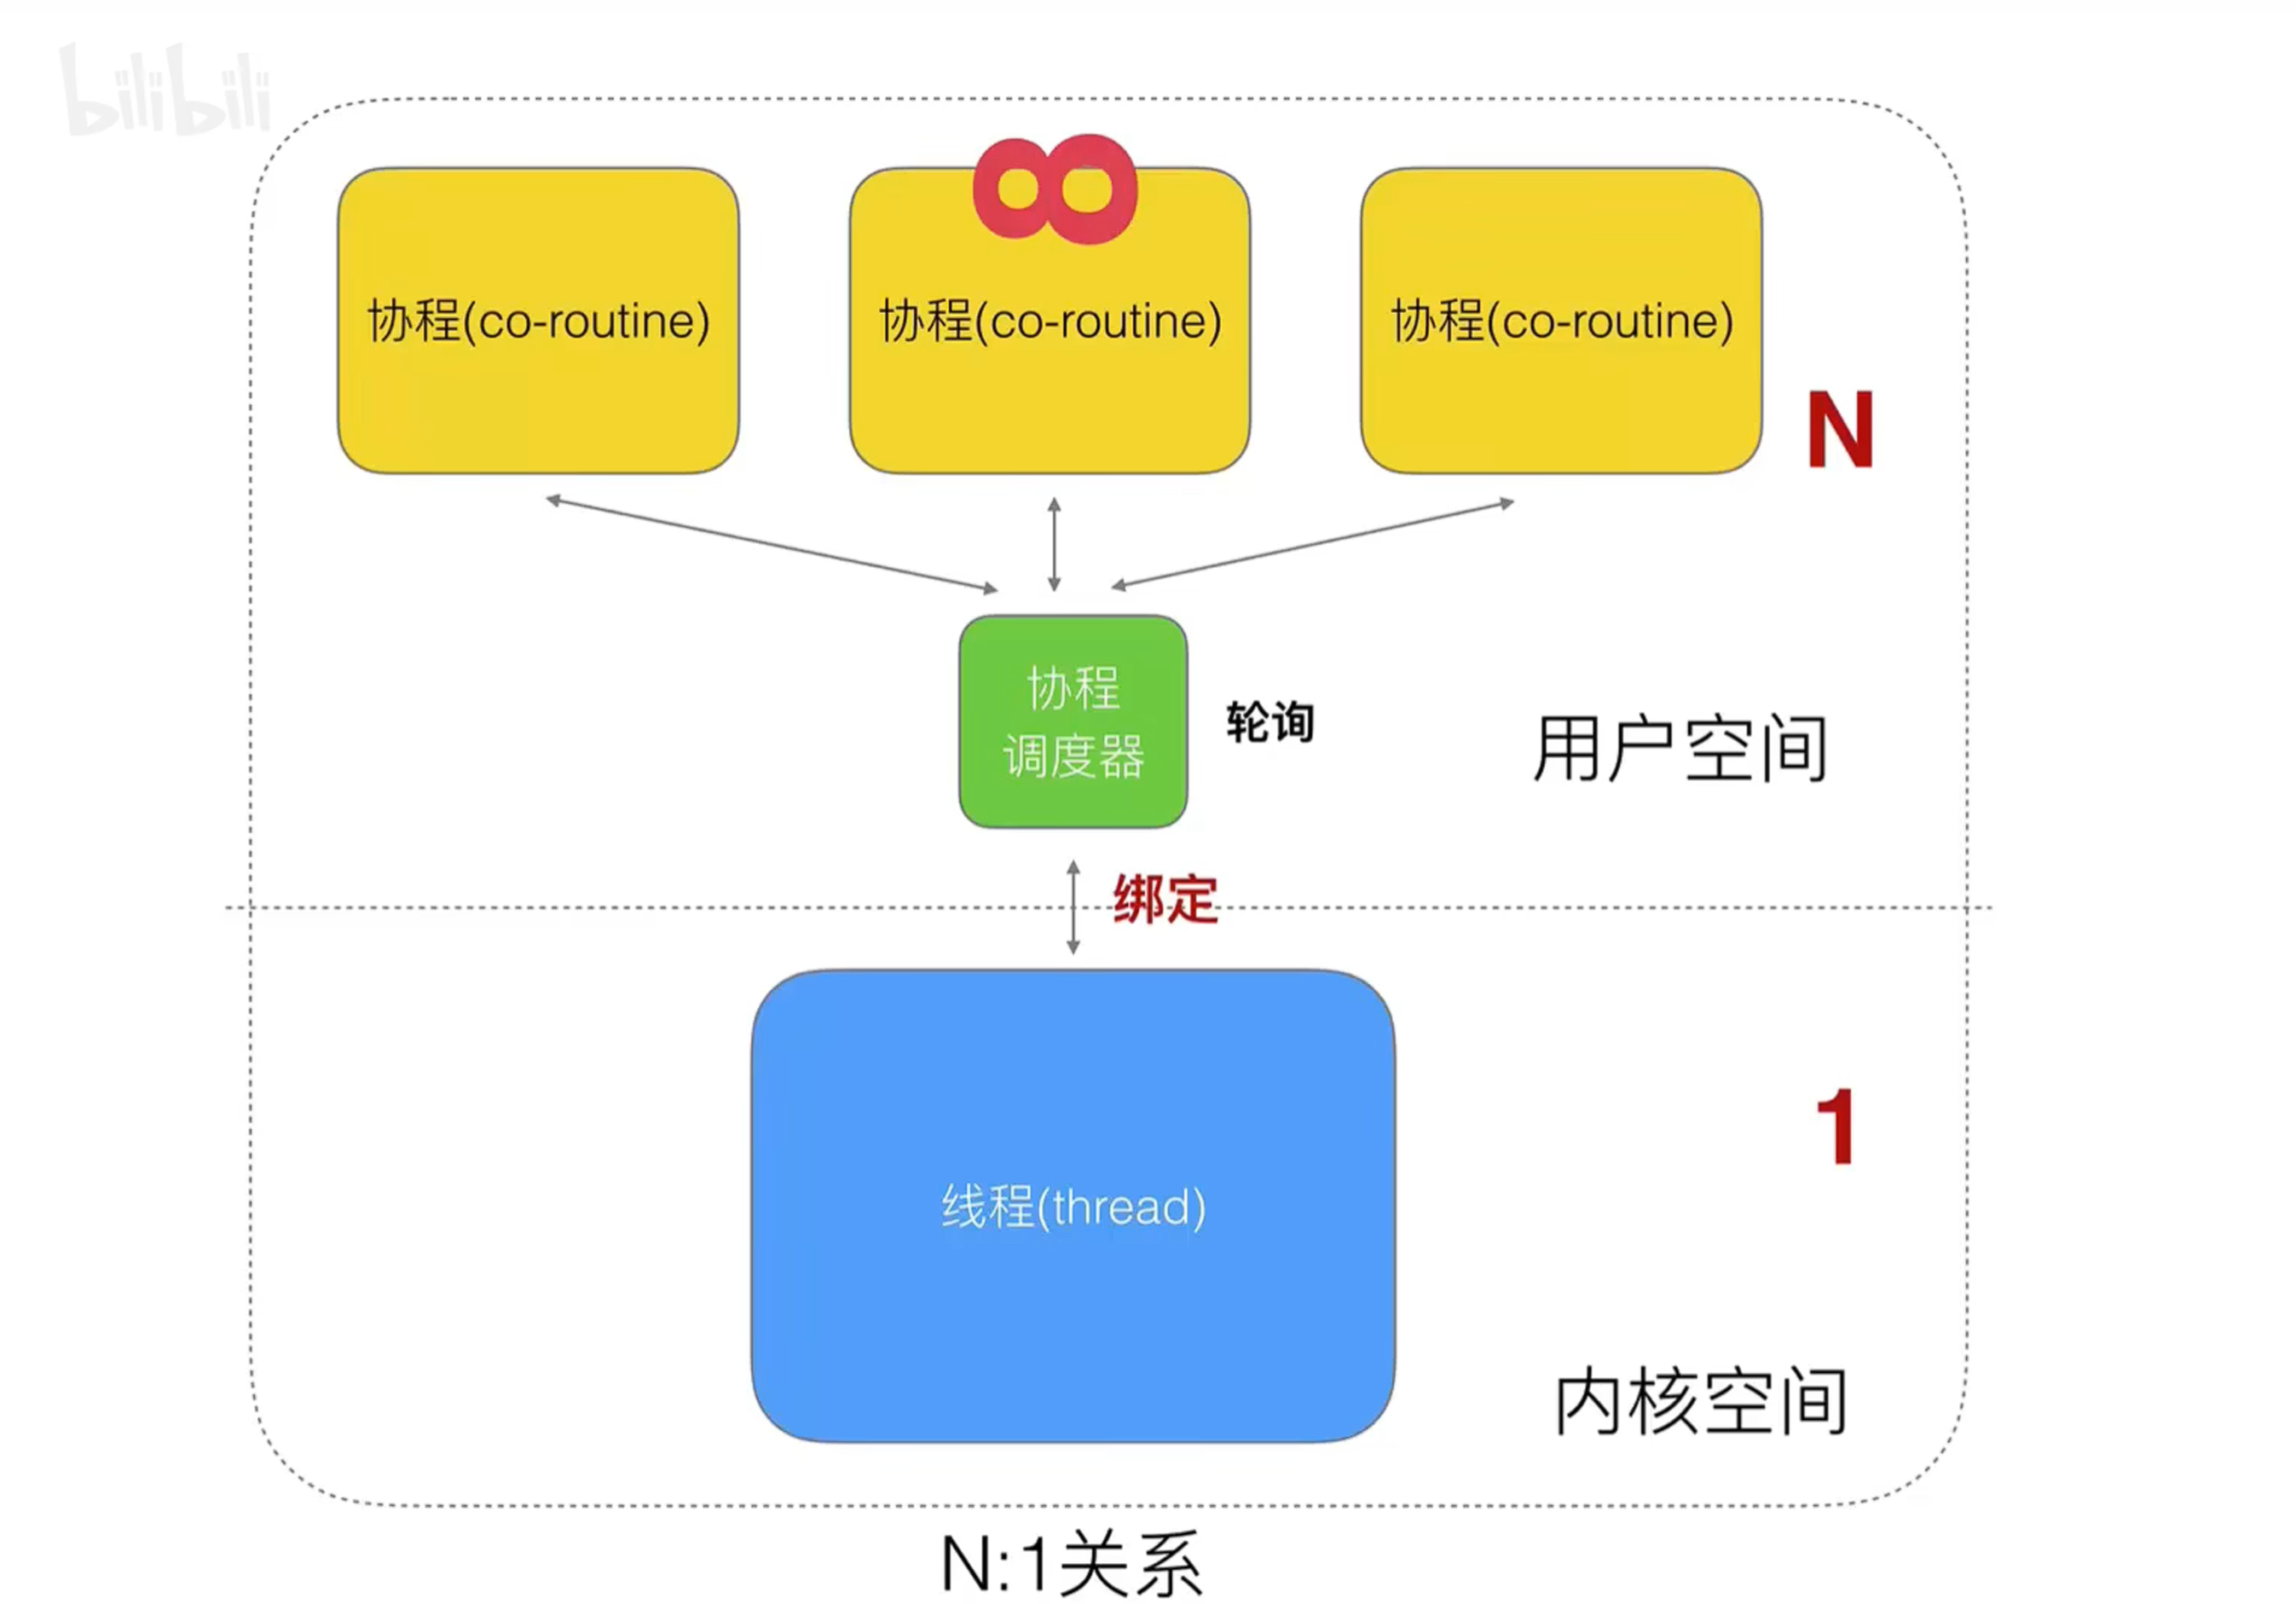 bilibili
协程(co-routine)
协程(co-routine)
协程(co-routine)
N
协程
调度器
轮询
用户空间
绑定
线程(thread)
1
内核空间
N:1关系